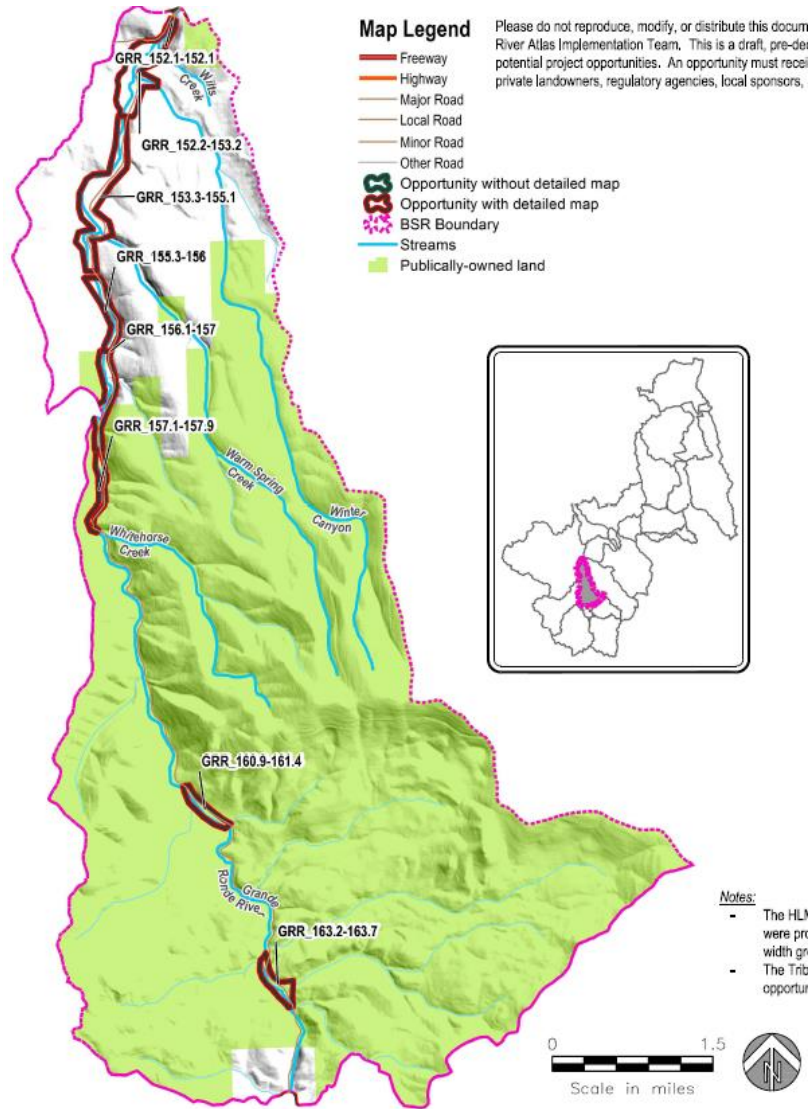 Map Legend
Freeway
Highway
Major Road
Local Road
Minor Road
Other Road
Opportunity without detailed map
Opportunity with detailed map
BSR Boundary
Streams
Publically-owned land
Please do not reproduce, modify, or distribute this docum
River Atlas Implementation Team. This is a draft, pre-dec
potential project opportunities. An opportunity must recei
private landowners, regulatory agencies, local sponsors,
GRR_152.1-152.1
Wilts
Creek
GRR_152.2-153.2
GRR_153.3-155.1
GRR_155.3-156
GRR_156.1-157
GRR_157.1-157.9
Warm Spring
Creek
Winter
Canyon
Whitehorse
Creek
GRR_160.9-161.4
Grande
Ronde River
GRR_163.2-163.7
Notes:
- The HLM
were pro
width gre
- The Trib
opportun
0 1.5
Scale in miles
N